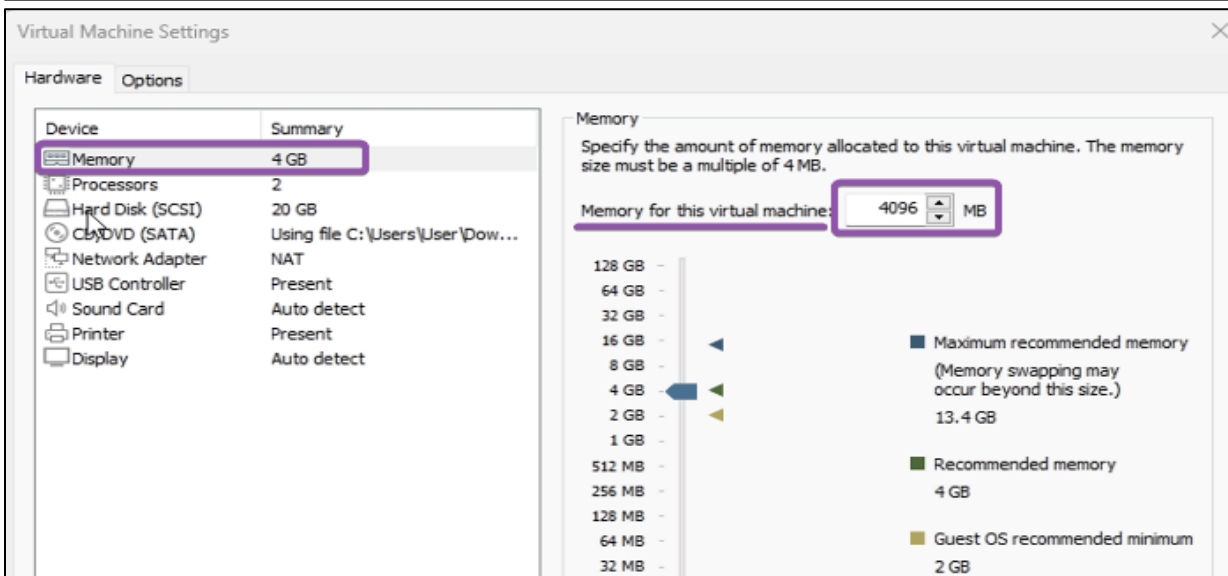 Virtual Machine Settings
Hardware Options
Device Summary
Memory 4 GB
Processors 2
Hard Disk (SCSI) 20 GB
CD/DVD (SATA) Using file C:\Users\User\Dow...
Network Adapter NAT
USB Controller Present
Sound Card Auto detect
Printer Present
Display Auto detect
Memory
Specify the amount of memory allocated to this virtual machine. The memory
size must be a multiple of 4 MB.
Memory for this virtual machine: 4096 MB
128 GB
64 GB
32 GB
16 GB
8 GB
4 GB
2 GB
1 GB
512 MB
256 MB
128 MB
64 MB
32 MB
Maximum recommended memory
(Memory swapping may
occur beyond this size.)
13.4 GB
Recommended memory
4 GB
Guest OS recommended minimum
2 GB